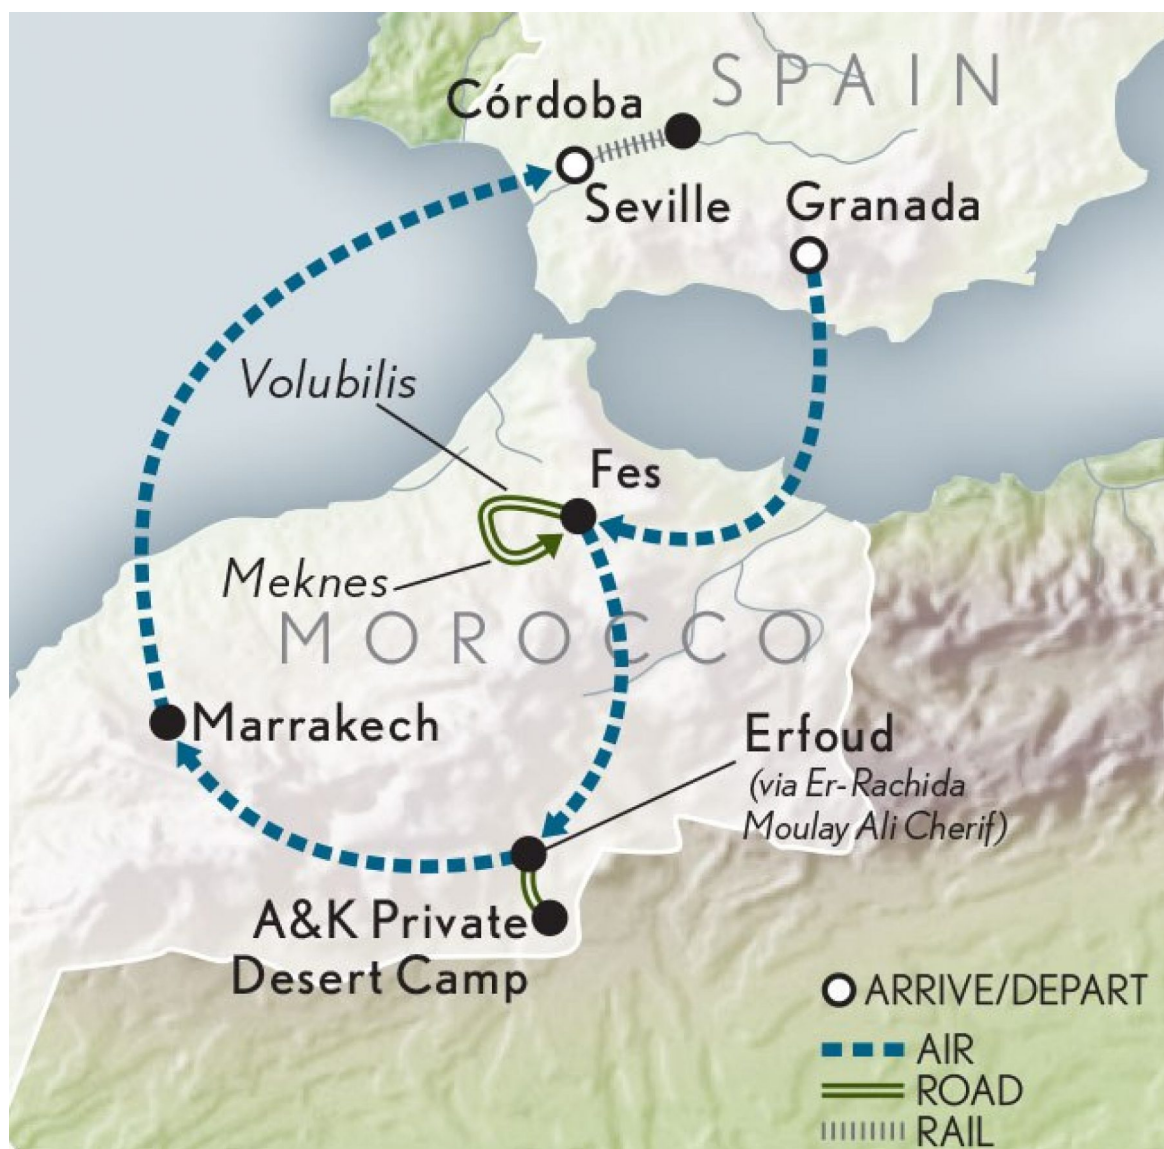 SPAIN
Córdoba
Seville
Granada
Volubilis
Fes
Meknes
MOROCCO
Marrakech
Erfoud
(via Er-Rachida
Moulay Ali Cherif)
A&K Private
Desert Camp
ARRIVE/DEPART
AIR
ROAD
RAIL